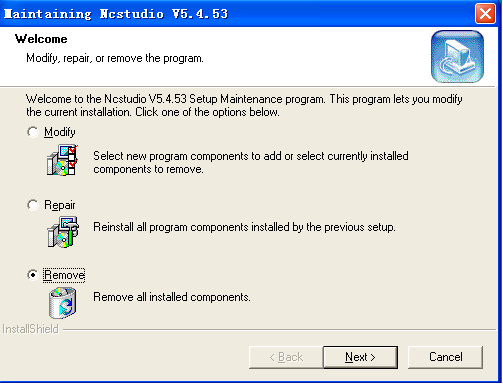 Maintaining Ncstudio V5.4.53
Welcome
Modify, repair, or remove the program.
Welcome to the Ncstudio V5.4.53 Setup Maintenance program. This program lets you modify
the current installation. Click one of the options below.
Modify
Select new program components to add or select currently installed
components to remove.
Repair
Reinstall all program components installed by the previous setup.
Remove
Remove all installed components.
InstallShield
< Back
Next >
Cancel